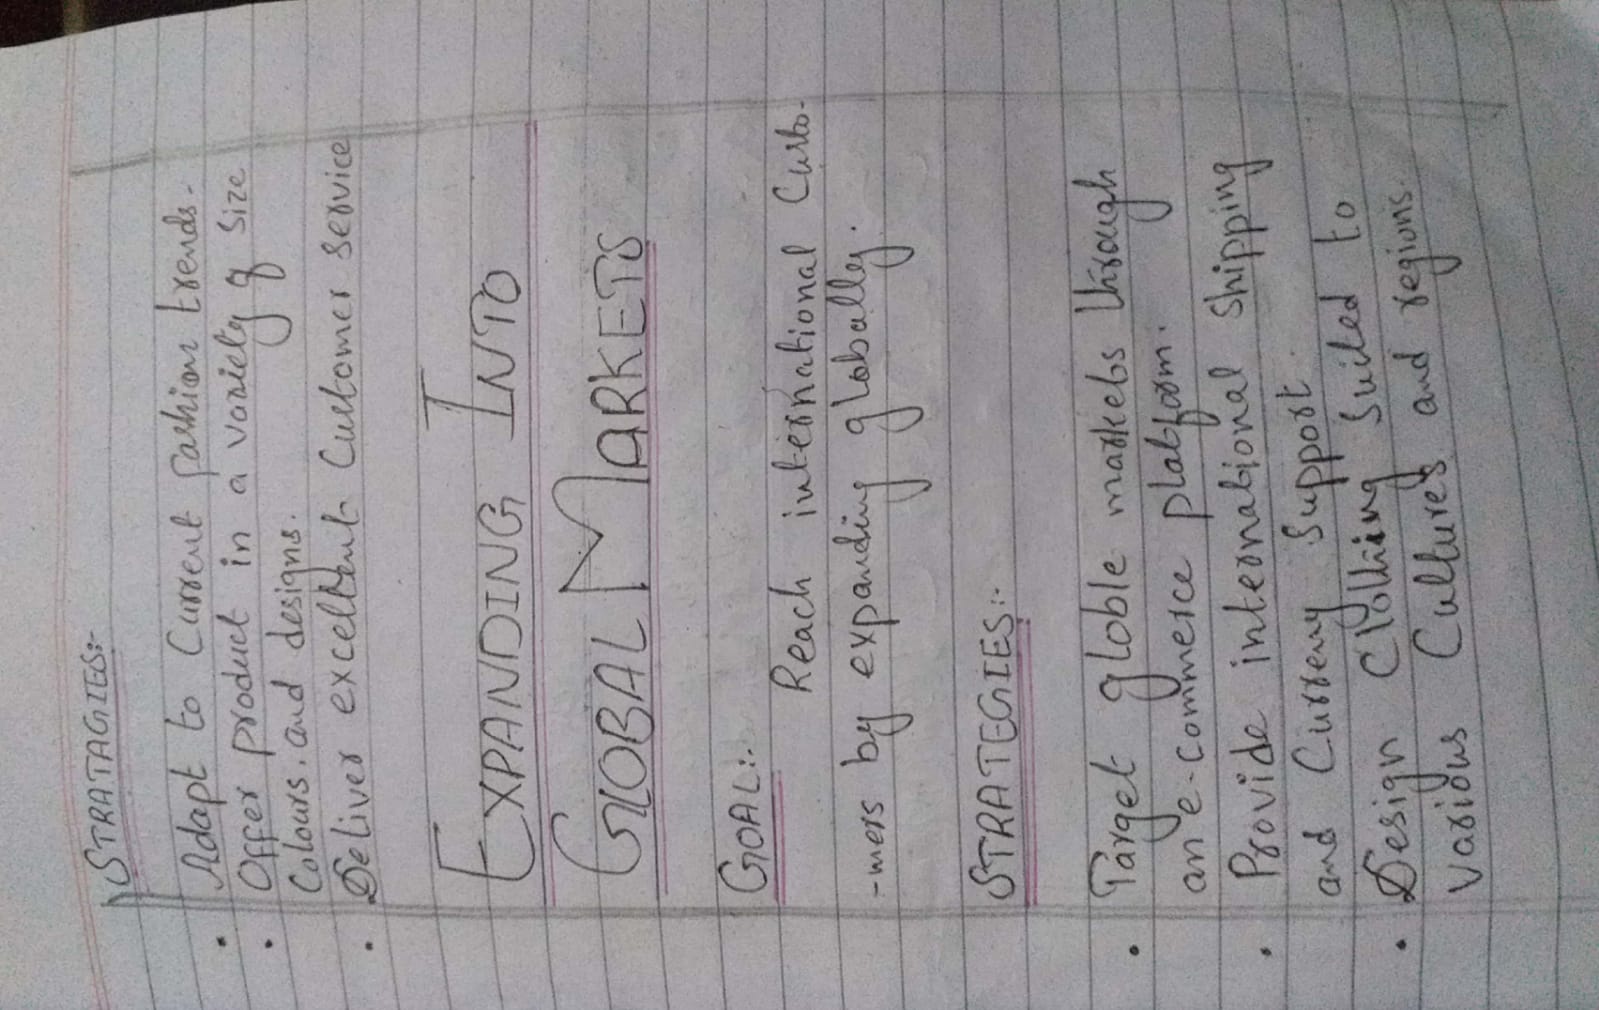 STRATAGIES:-
Adapt to Current fashion trends.
Offer product in a variety of size
Colours. and designs.
Deliver excelltent Customer service
EXPANDING INTO
GLOBAL MARKETS
GOAL:-
Reach international Custo-
-mers by expanding globally.
STRATEGIES:-
• Target globle markets through
an e-commerce platform.
• Provide international shipping
and Curreny Support
• Design Clothing Suited to
various Cultures and regions.